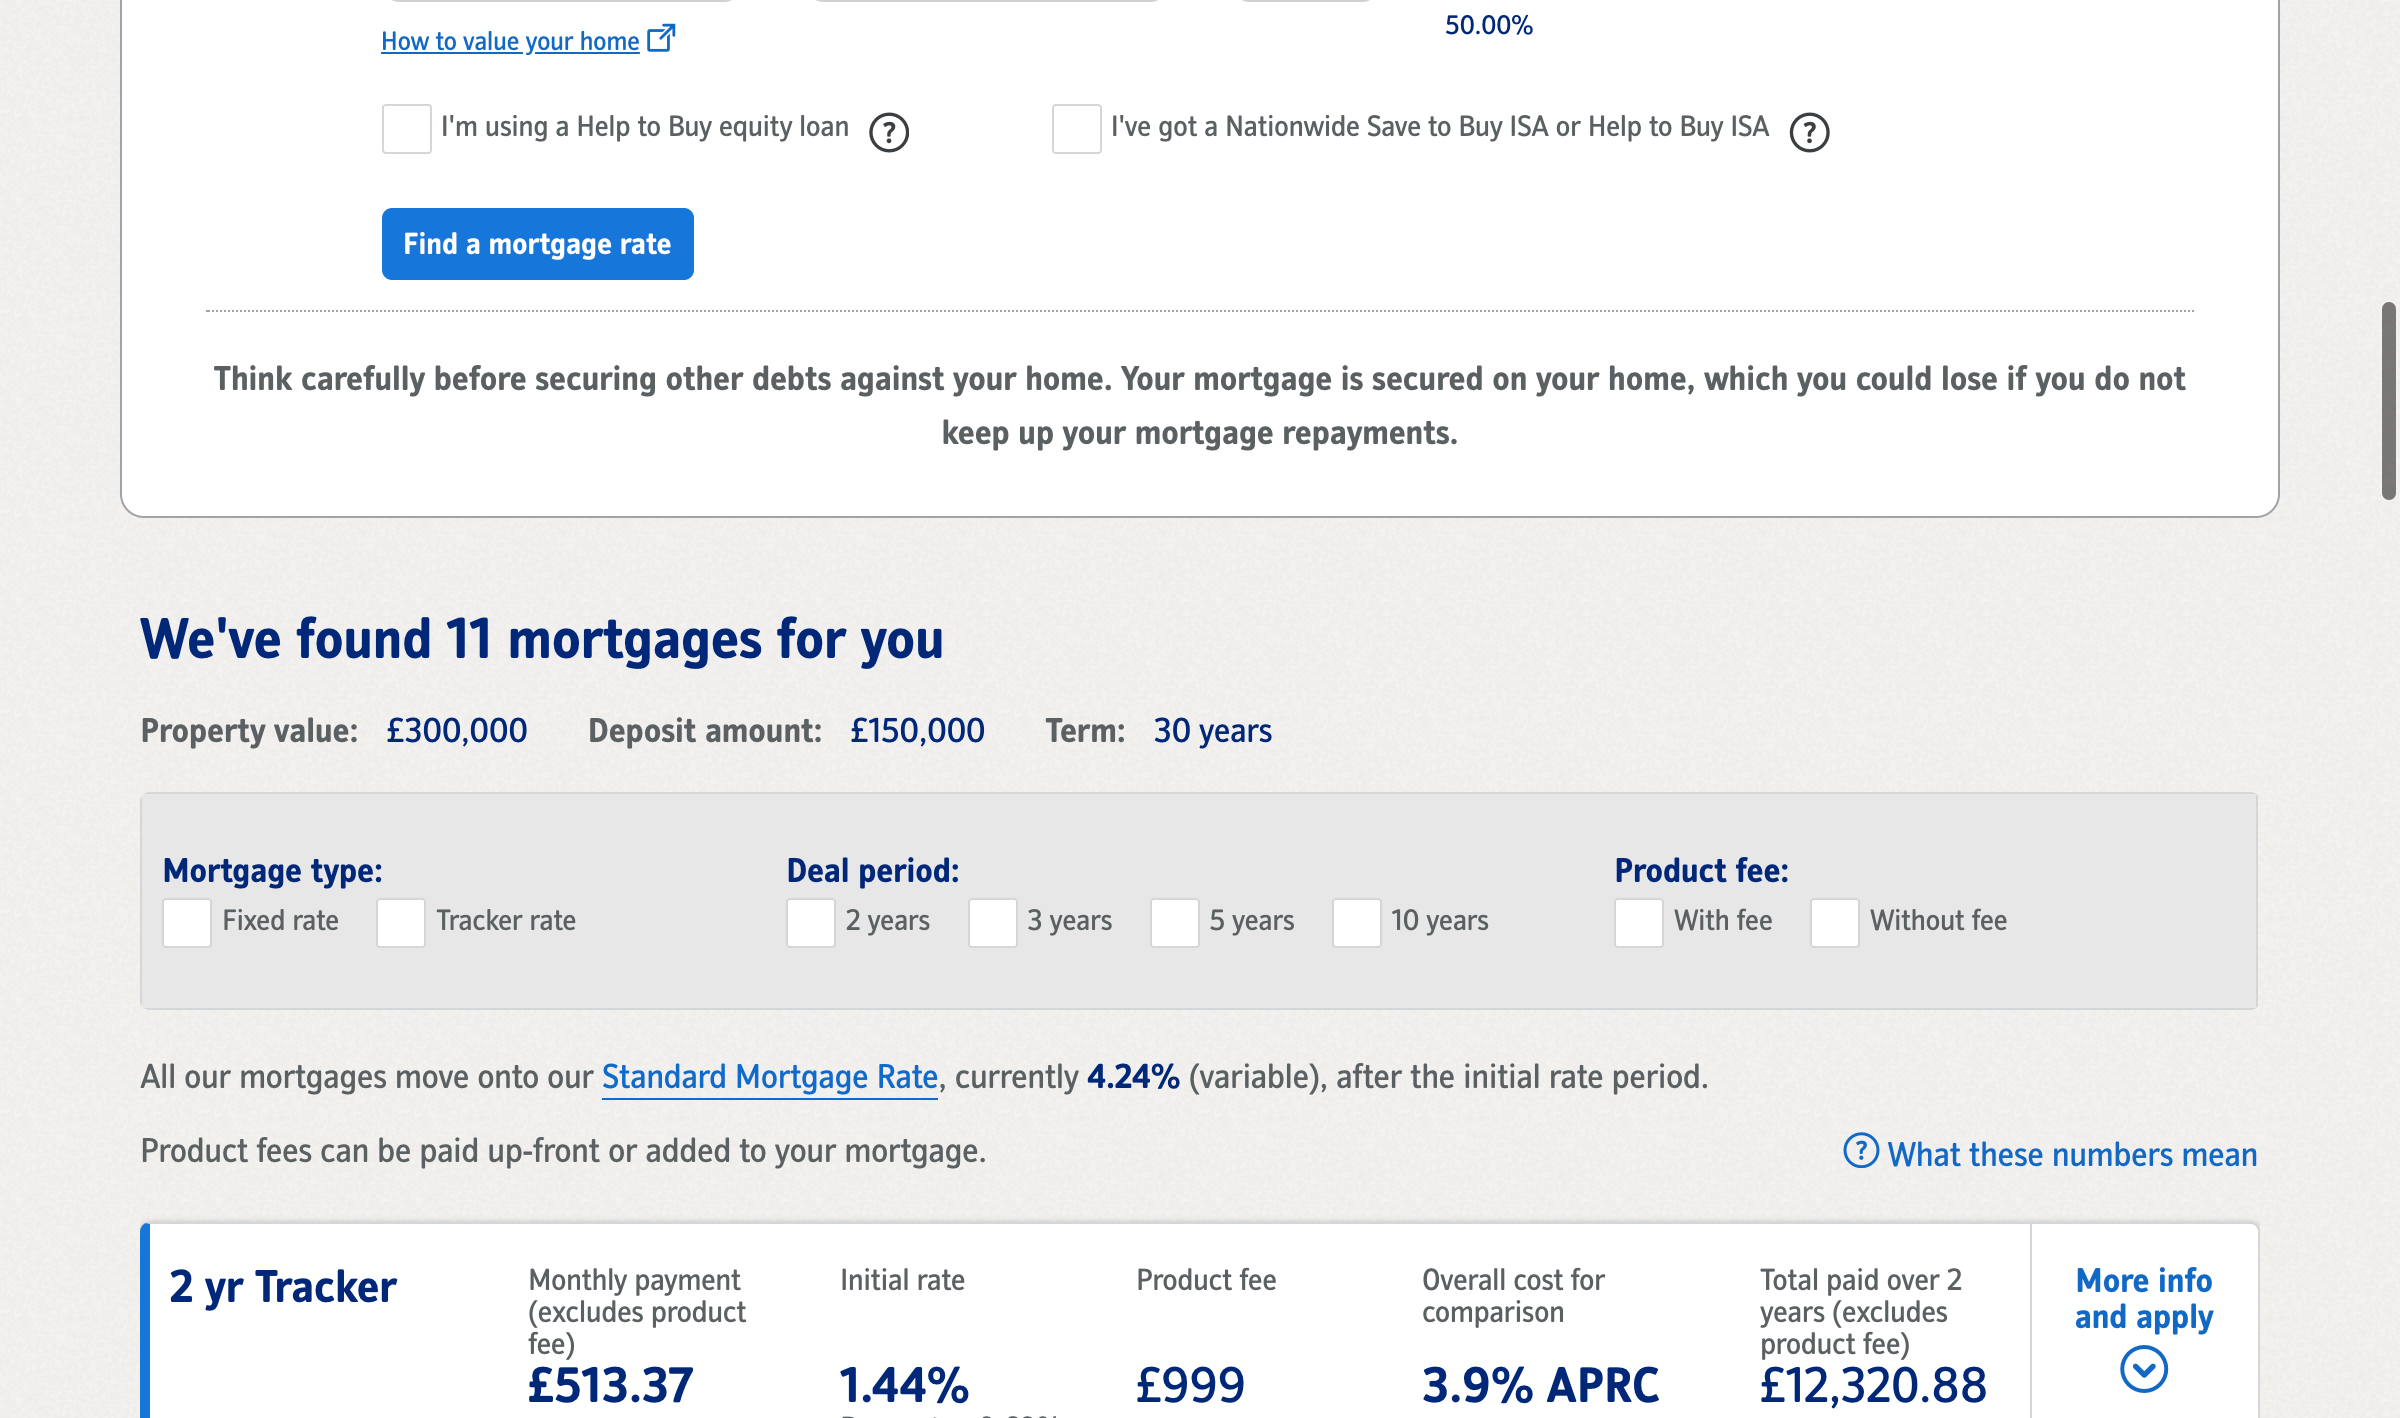 50.00%
How to value your home
I'm using a Help to Buy equity loan ?
I've got a Nationwide Save to Buy ISA or Help to Buy ISA ?
Find a mortgage rate
Think carefully before securing other debts against your home. Your mortgage is secured on your home, which you could lose if you do not
keep up your mortgage repayments.
We've found 11 mortgages for you
Property value: £300,000 Deposit amount: £150,000 Term: 30 years
Mortgage type:
Fixed rate Tracker rate
Deal period:
2 years 3 years 5 years 10 years
Product fee:
With fee Without fee
All our mortgages move onto our Standard Mortgage Rate, currently 4.24% (variable), after the initial rate period.
Product fees can be paid up-front or added to your mortgage.
? What these numbers mean
2 yr Tracker
Monthly payment
(excludes product
fee)
£513.37
Initial rate
1.44%
Product fee
£999
Overall cost for
comparison
3.9% APRC
Total paid over 2
years (excludes
product fee)
£12,320.88
More info
and apply